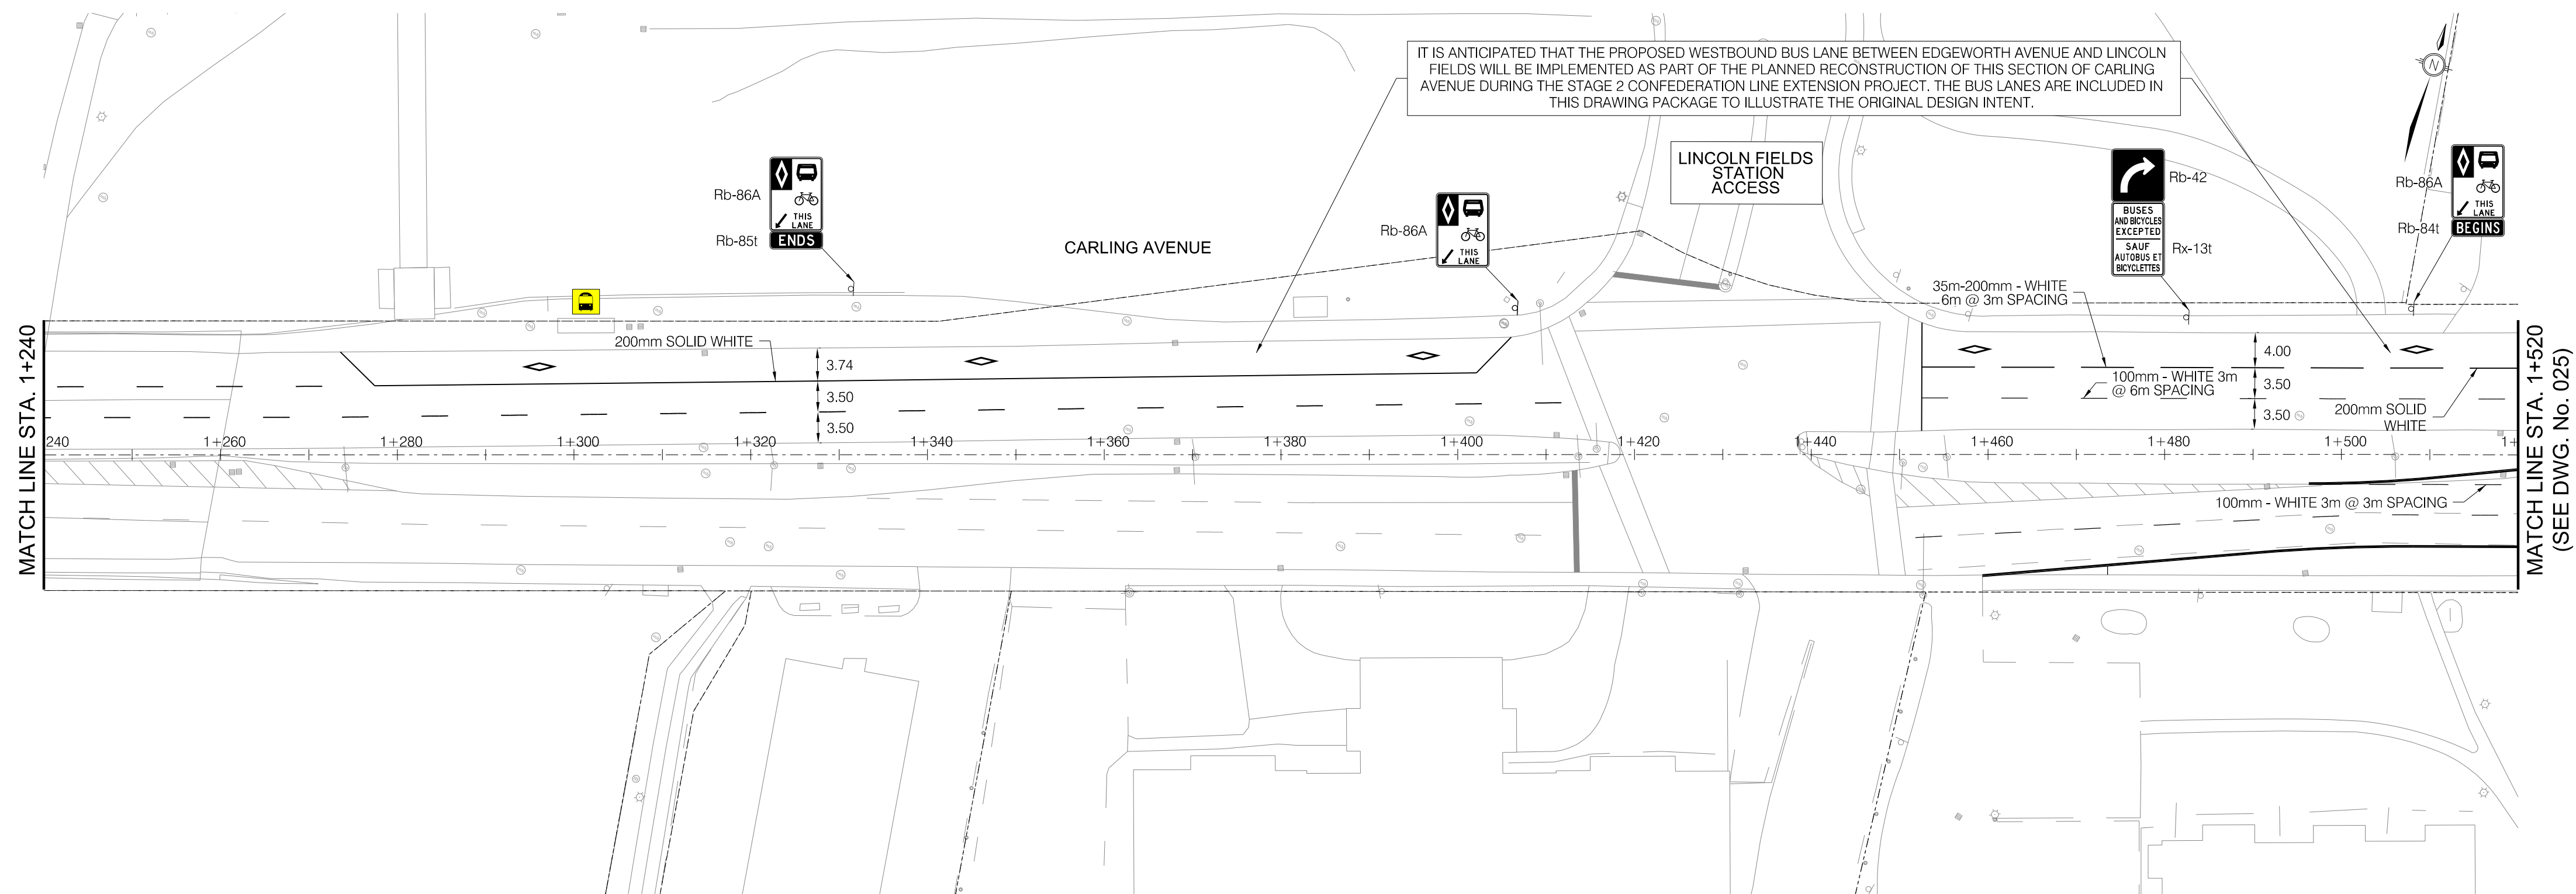 IT IS ANTICIPATED THAT THE PROPOSED WESTBOUND BUS LANE BETWEEN EDGEWORTH AVENUE AND LINCOLN
FIELDS WILL BE IMPLEMENTED AS PART OF THE PLANNED RECONSTRUCTION OF THIS SECTION OF CARLING
AVENUE DURING THE STAGE 2 CONFEDERATION LINE EXTENSION PROJECT. THE BUS LANES ARE INCLUDED IN
THIS DRAWING PACKAGE TO ILLUSTRATE THE ORIGINAL DESIGN INTENT.
N
LINCOLN FIELDS
STATION
ACCESS
Rb-86A
THIS
LANE
Rb-85t
ENDS
CARLING AVENUE
Rb-86A
THIS
LANE
Rb-42
BUSES
AND BICYCLES
EXCEPTED
SAUF
AUTOBUS ET
BICYCLETTES
Rx-13t
Rb-86A
THIS
LANE
Rb-84t
BEGINS
35m-200mm - WHITE
6m @ 3m SPACING
MATCH LINE STA. 1+240
200mm SOLID WHITE
3.74
3.50
3.50
100mm - WHITE 3m
@ 6m SPACING
4.00
3.50
3.50
200mm SOLID
WHITE
240
1+260
1+280
1+300
1+320
1+340
1+360
1+380
1+400
1+420
1+440
1+460
1+480
1+500
1+
100mm - WHITE 3m @ 3m SPACING
MATCH LINE STA. 1+520
(SEE DWG. No. 025)